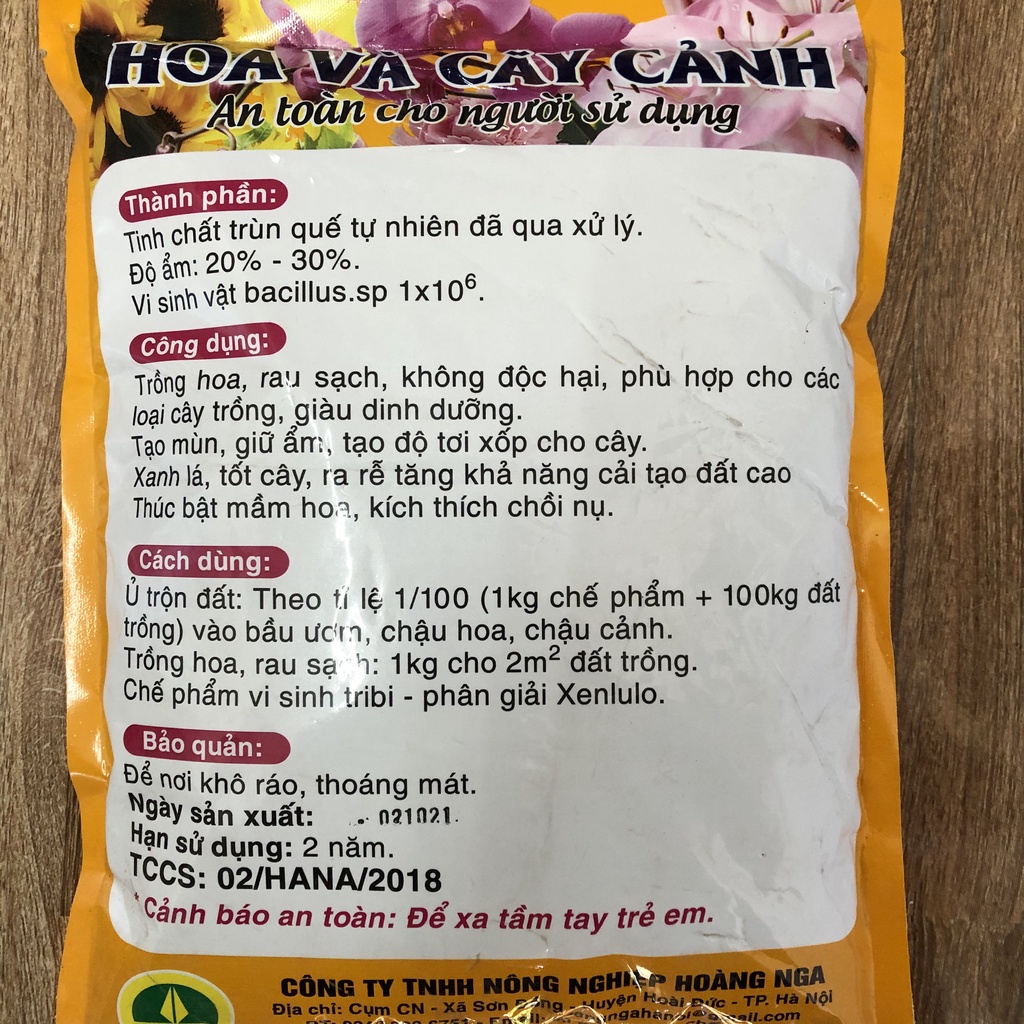 HOA VÀ CÂY CẢNH
An toàn cho người sử dụng
Thành phần:
Tinh chất trùn quế tự nhiên đã qua xử lý.
Độ ẩm: 20% - 30%.
Vi sinh vật bacillus.sp 1x10⁶.
Công dụng:
Trồng hoa, rau sạch, không độc hại, phù hợp cho các
loại cây trồng, giàu dinh dưỡng.
Tạo mùn, giữ ẩm, tạo độ tơi xốp cho cây.
Xanh lá, tốt cây, ra rễ tăng khả năng cải tạo đất cao
Thúc bật mầm hoa, kích thích chồi nụ.
Cách dùng:
Ủ trộn đất: Theo tỉ lệ 1/100 (1kg chế phẩm + 100kg đất
trồng) vào bầu ươm, chậu hoa, chậu cảnh.
Trồng hoa, rau sạch: 1kg cho 2m² đất trồng.
Chế phẩm vi sinh tribi - phân giải Xenlulo.
Bảo quản:
Để nơi khô ráo, thoáng mát.
Ngày sản xuất: 021021.
Hạn sử dụng: 2 năm.
TCCS: 02/HANA/2018
* Cảnh báo an toàn: Để xa tầm tay trẻ em.
CÔNG TY TNHH NÔNG NGHIỆP HOÀNG NGA
Địa chỉ: Cụm CN - Xã Sơn Đồng - Huyện Hoài Đức - TP. Hà Nội